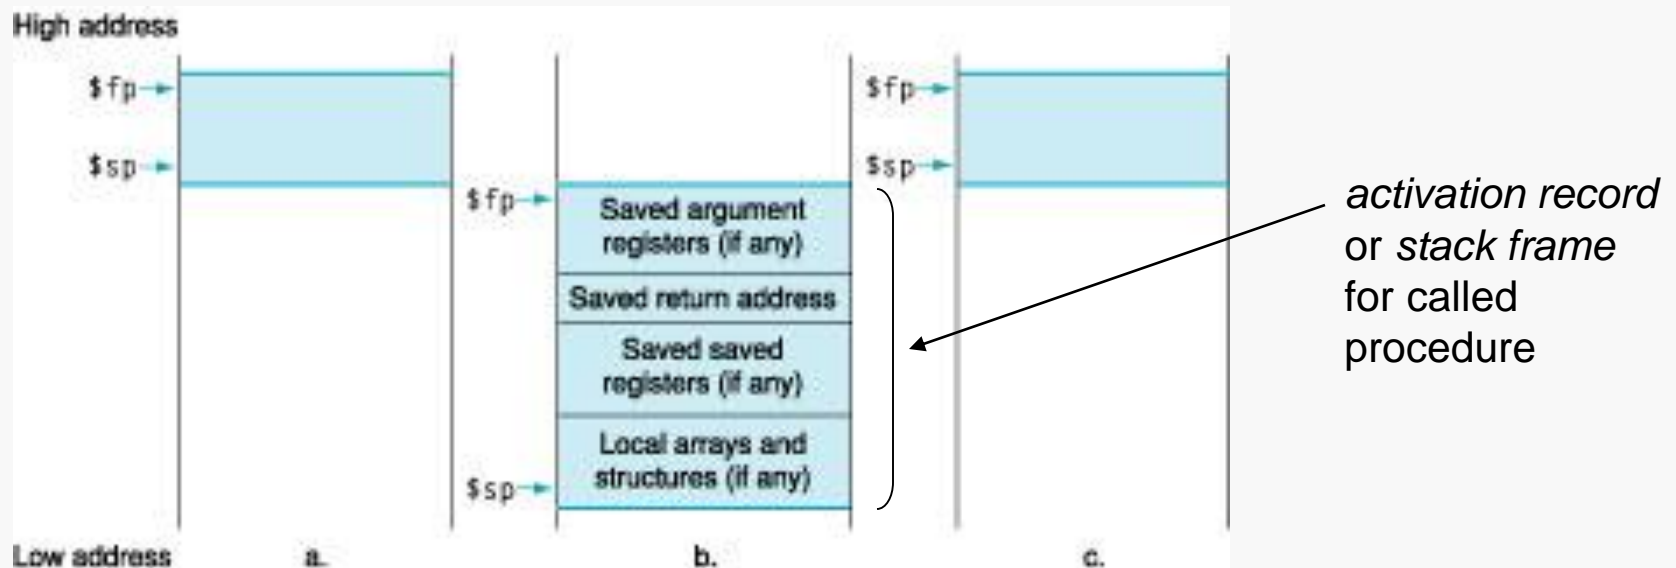 High address
$fp
$sp
$fp
Saved argument
registers (if any)
Saved return address
Saved saved
registers (if any)
Local arrays and
structures (if any)
$sp
$fp
$sp
activation record
or stack frame
for called
procedure
Low address
a.
b.
c.